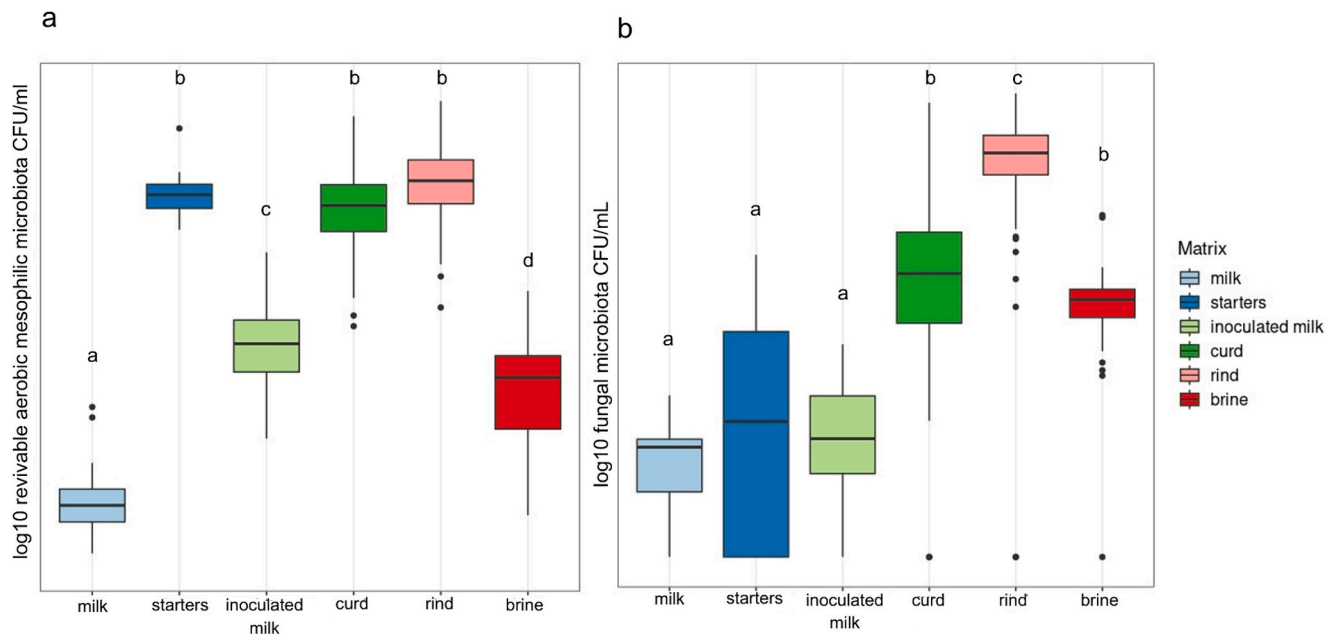 a
log10 revivable aerobic mesophilic microbiota CFU/ml
a
b
c
b
b
d
milk
starters
inoculated
milk
curd
rind
brine
b
log10 fungal microbiota CFU/mL
a
a
a
b
c
b
milk
starters
inoculated
milk
curd
rind
brine
Matrix
milk
starters
inoculated milk
curd
rind
brine